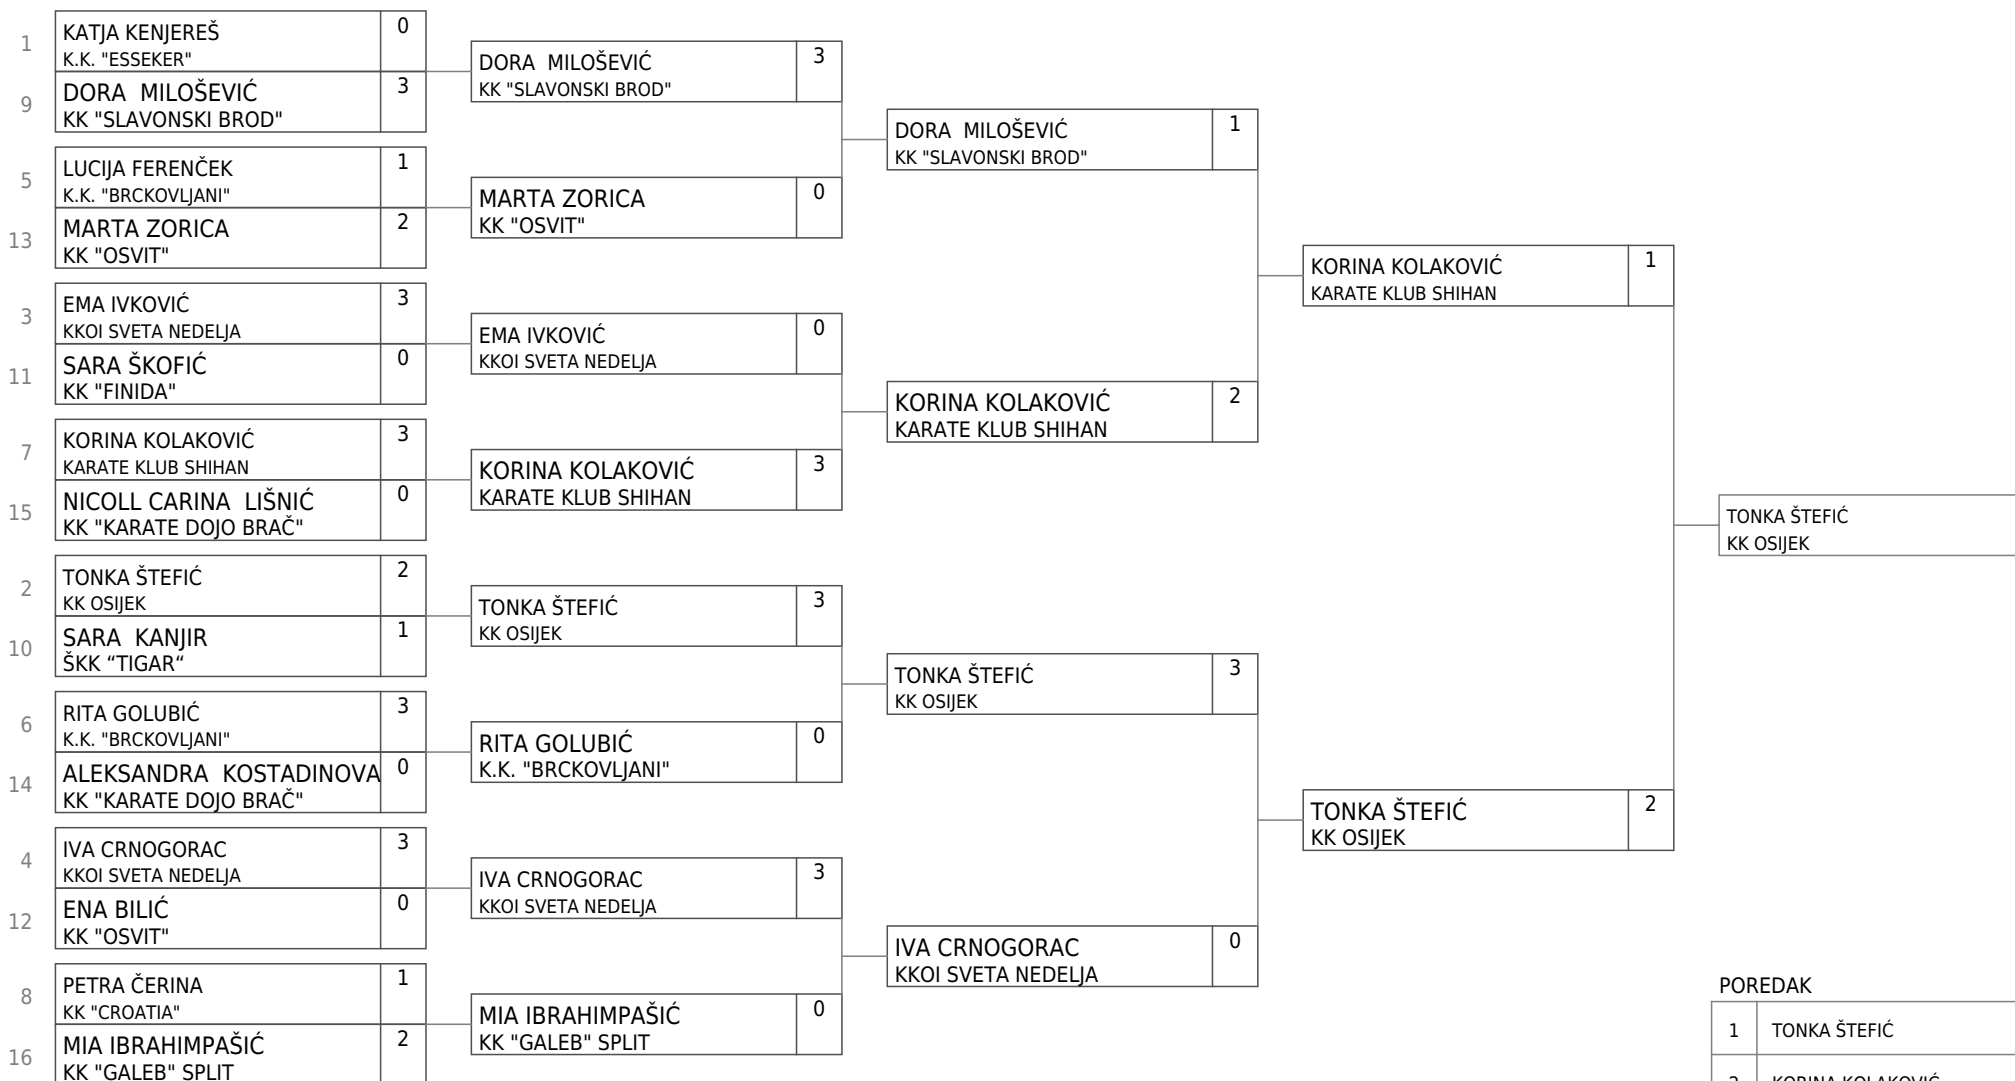 1
KATJA KENJEREŠ
0
K.K. "ESSEKER"
9
DORA  MILOŠEVIĆ
3
KK "SLAVONSKI BROD"
5
LUCIJA FERENČEK
1
K.K. "BRCKOVLJANI"
13
MARTA ZORICA
2
KK "OSVIT"
3
EMA IVKOVIĆ
3
KKOI SVETA NEDELJA
11
SARA ŠKOFIĆ
0
KK "FINIDA"
7
KORINA KOLAKOVIĆ
3
KARATE KLUB SHIHAN
15
NICOLL CARINA  LIŠNIĆ
0
KK "KARATE DOJO BRAČ"
2
TONKA ŠTEFIĆ
2
KK OSIJEK
10
SARA  KANJIR
1
ŠKK “TIGAR“
6
RITA GOLUBIĆ
3
K.K. "BRCKOVLJANI"
14
ALEKSANDRA  KOSTADINOVA
0
KK "KARATE DOJO BRAČ"
4
IVA CRNOGORAC
3
KKOI SVETA NEDELJA
12
ENA BILIĆ
0
KK "OSVIT"
8
PETRA ČERINA
1
KK "CROATIA"
16
MIA IBRAHIMPAŠIĆ
2
KK "GALEB" SPLIT
DORA  MILOŠEVIĆ
3
KK "SLAVONSKI BROD"
MARTA ZORICA
0
KK "OSVIT"
EMA IVKOVIĆ
0
KKOI SVETA NEDELJA
KORINA KOLAKOVIĆ
3
KARATE KLUB SHIHAN
TONKA ŠTEFIĆ
3
KK OSIJEK
RITA GOLUBIĆ
0
K.K. "BRCKOVLJANI"
IVA CRNOGORAC
3
KKOI SVETA NEDELJA
MIA IBRAHIMPAŠIĆ
0
KK "GALEB" SPLIT
DORA  MILOŠEVIĆ
1
KK "SLAVONSKI BROD"
KORINA KOLAKOVIĆ
2
KARATE KLUB SHIHAN
TONKA ŠTEFIĆ
3
KK OSIJEK
IVA CRNOGORAC
0
KKOI SVETA NEDELJA
KORINA KOLAKOVIĆ
1
KARATE KLUB SHIHAN
TONKA ŠTEFIĆ
2
KK OSIJEK
TONKA ŠTEFIĆ
KK OSIJEK
POREDAK
1
TONKA ŠTEFIĆ
2
KORINA KOLAKOVIĆ